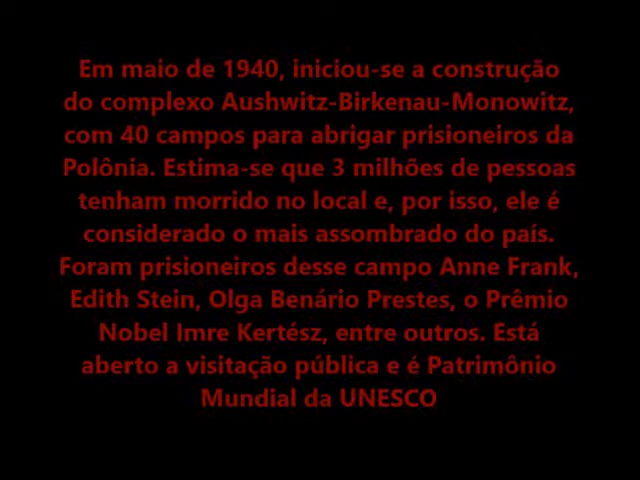 Em maio de 1940, iniciou-se a construção
do complexo Aushwitz-Birkenau-Monowitz,
com 40 campos para abrigar prisioneiros da
Polônia. Estima-se que 3 milhões de pessoas
tenham morrido no local e, por isso, ele é
considerado o mais assombrado do país.
Foram prisioneiros desse campo Anne Frank,
Edith Stein, Olga Benário Prestes, o Prêmio
Nobel Imre Kertész, entre outros. Está
aberto a visitação pública e é Patrimônio
Mundial da UNESCO